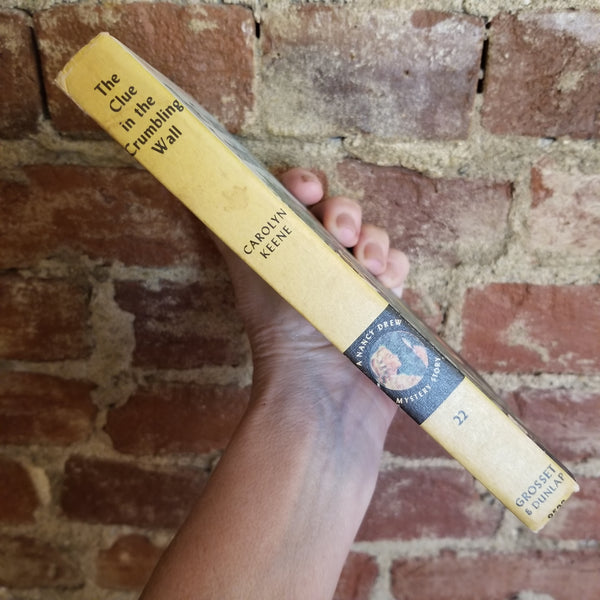 The
Clue
in the
Crumbling
Wall
CAROLYN
KEENE
A NANCY DREW
MYSTERY STORY
22
GROSSET
& DUNLAP